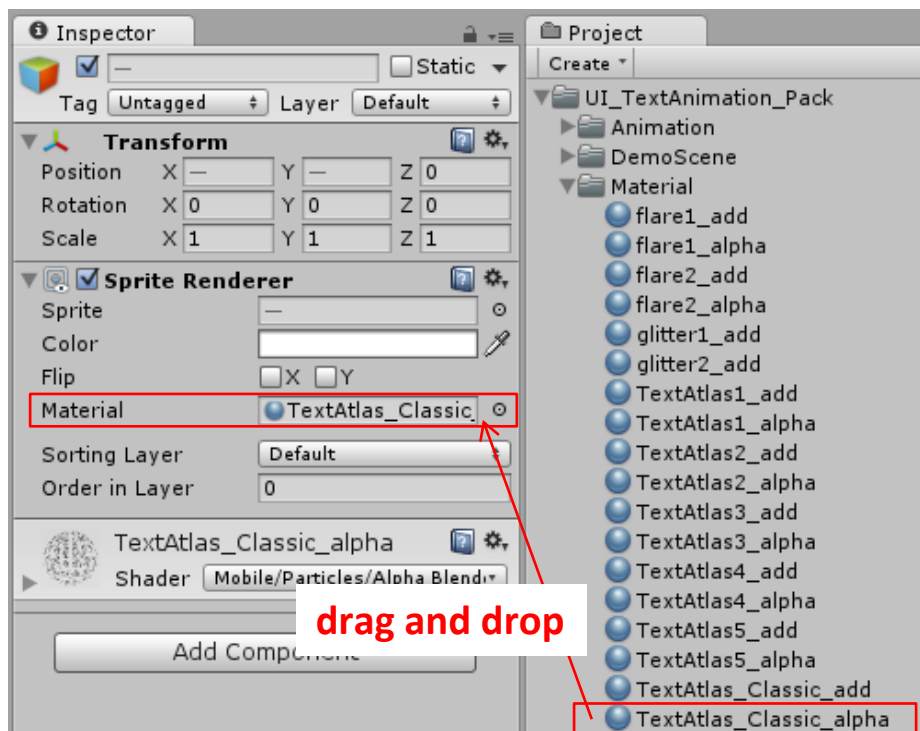 Inspector
— Static
Tag Untagged Layer Default
Transform
Position X — Y — Z 0
Rotation X 0 Y 0 Z 0
Scale X 1 Y 1 Z 1
Sprite Renderer
Sprite —
Color
Flip X Y
Material TextAtlas_Classic_
Sorting Layer Default
Order in Layer 0
TextAtlas_Classic_alpha
Shader Mobile/Particles/Alpha Blend
drag and drop
Add Component
Project
Create
UI_TextAnimation_Pack
Animation
DemoScene
Material
flare1_add
flare1_alpha
flare2_add
flare2_alpha
glitter1_add
glitter2_add
TextAtlas1_add
TextAtlas1_alpha
TextAtlas2_add
TextAtlas2_alpha
TextAtlas3_add
TextAtlas3_alpha
TextAtlas4_add
TextAtlas4_alpha
TextAtlas5_add
TextAtlas5_alpha
TextAtlas_Classic_add
TextAtlas_Classic_alpha